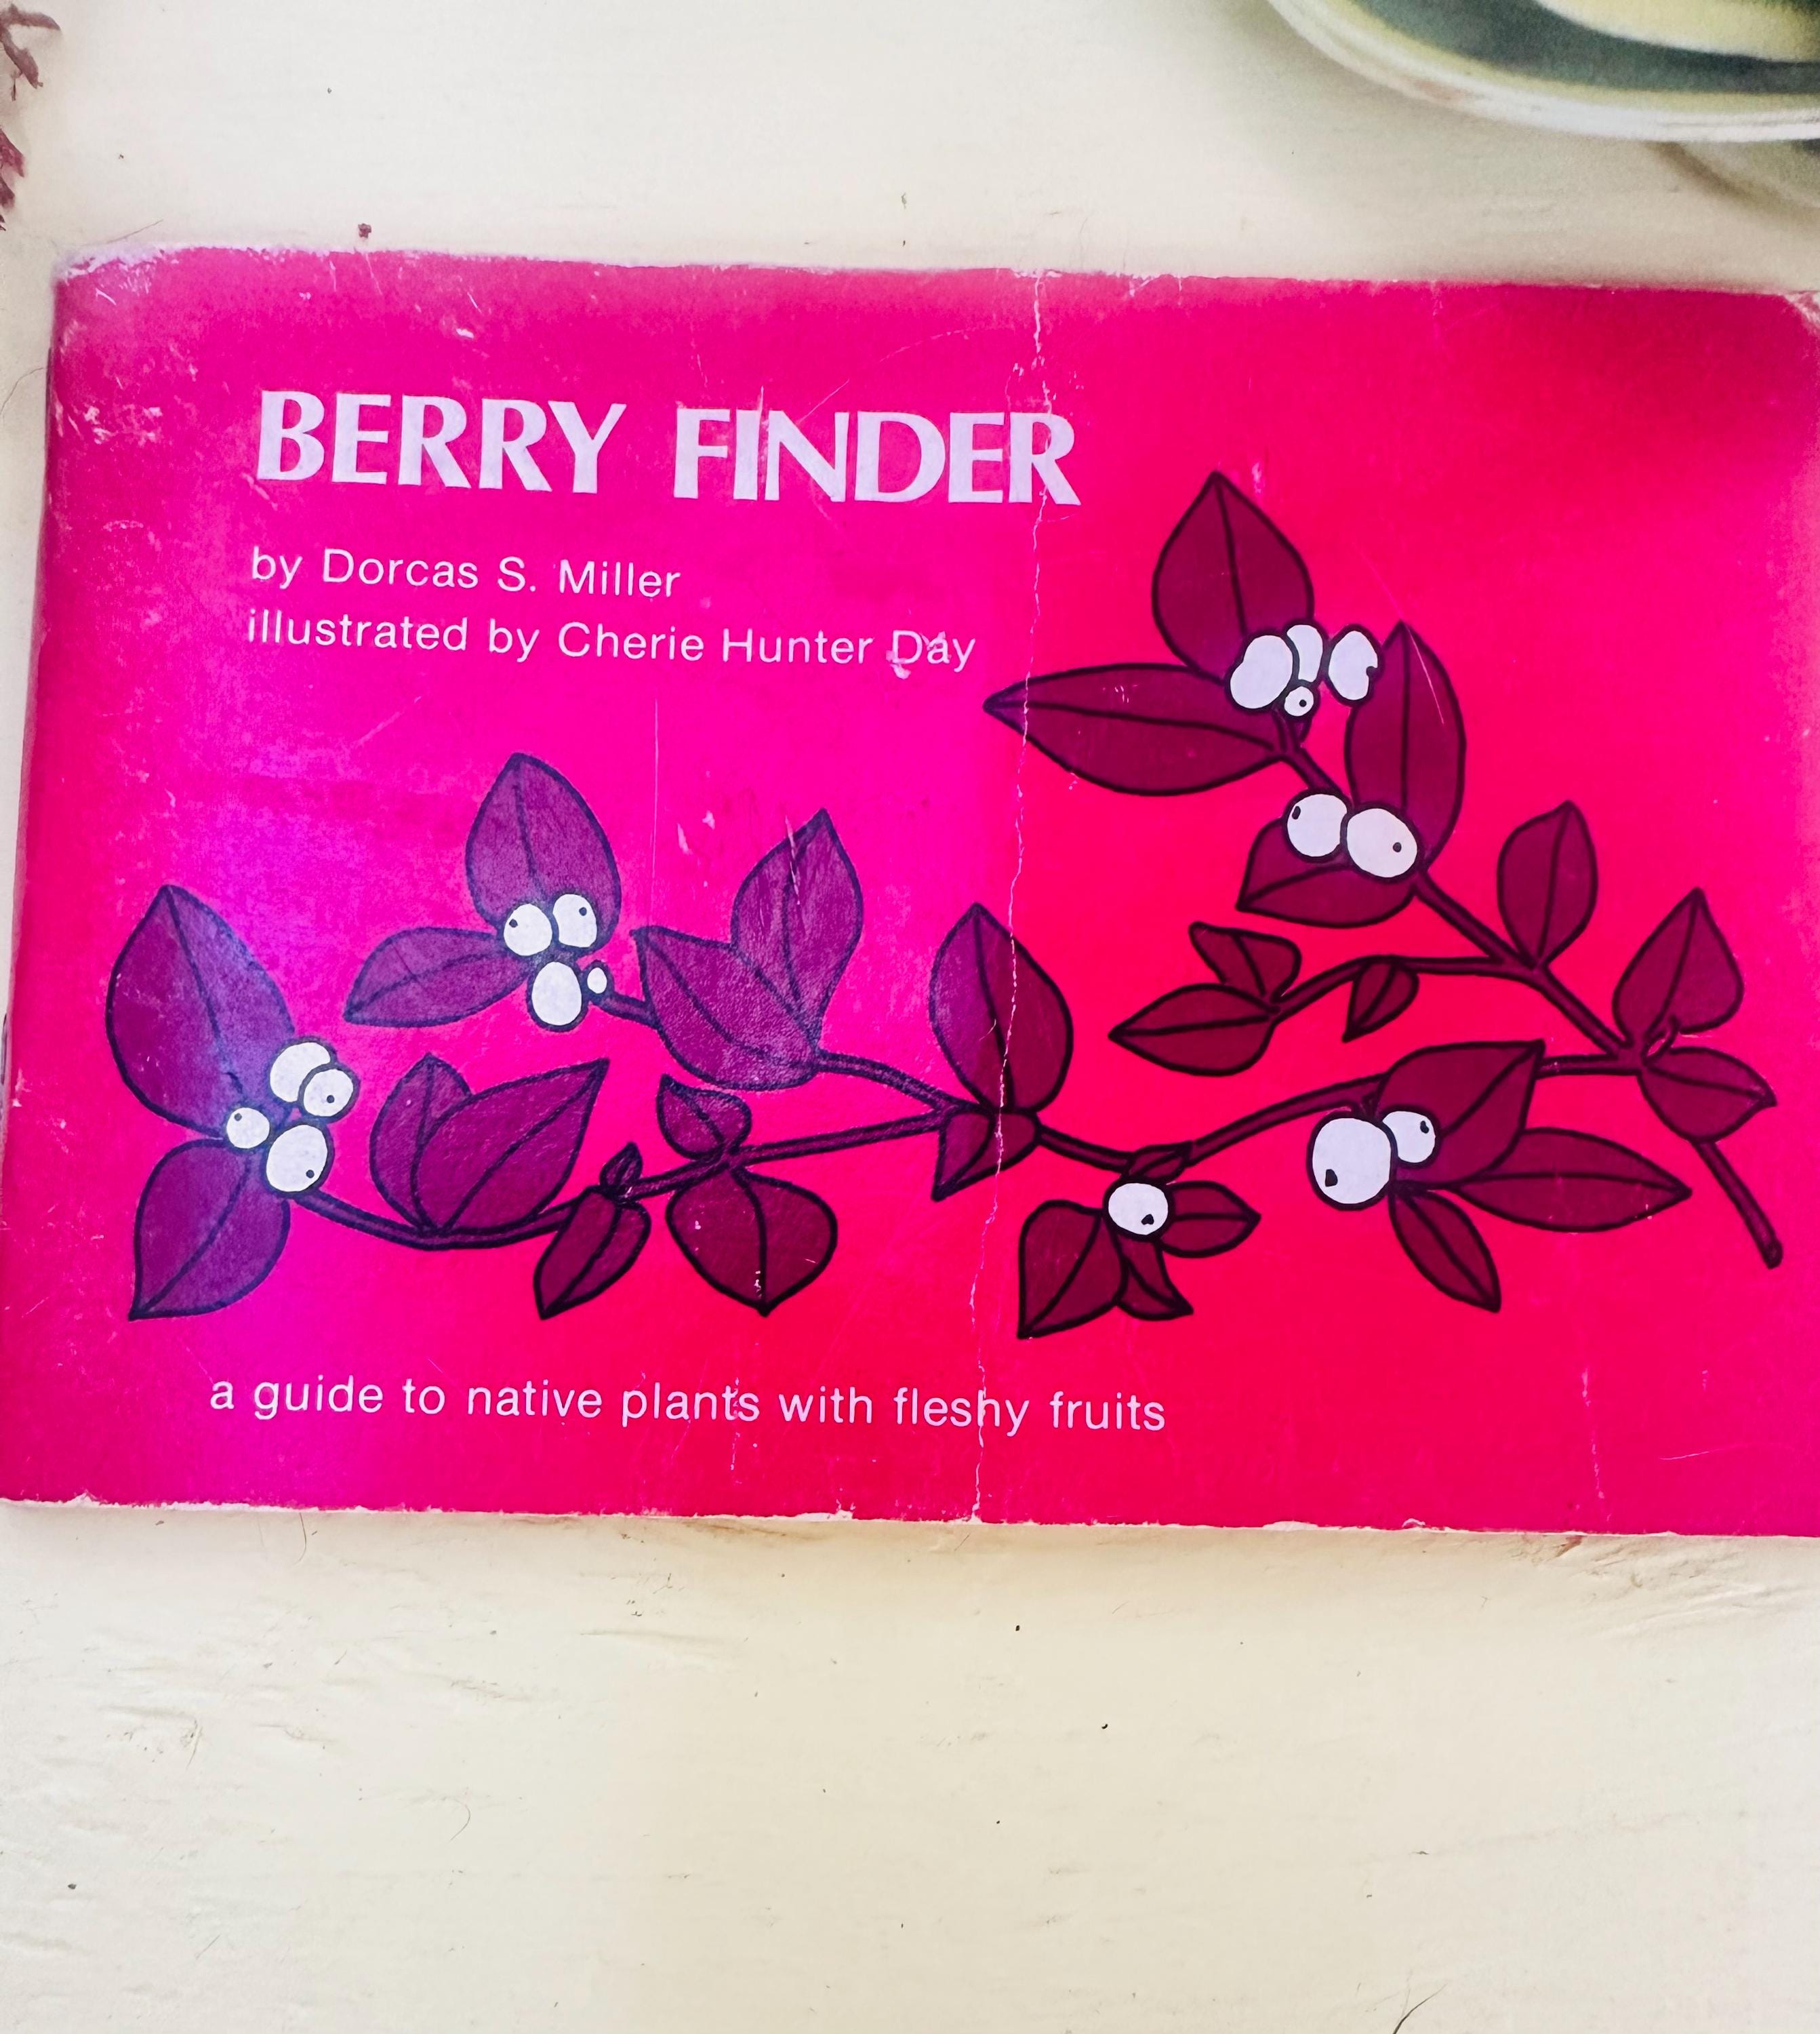 BERRY FINDER
by Dorcas S. Miller
illustrated by Cherie Hunter Day
a guide to native plants with fleshy fruits